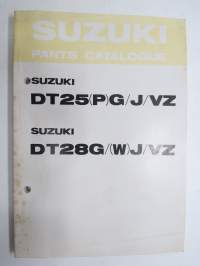 SUZUKI
PARTS CATALOGUE
SUZUKI
DT25(P)G/J/VZ
SUZUKI
DT28G/(W)J/VZ